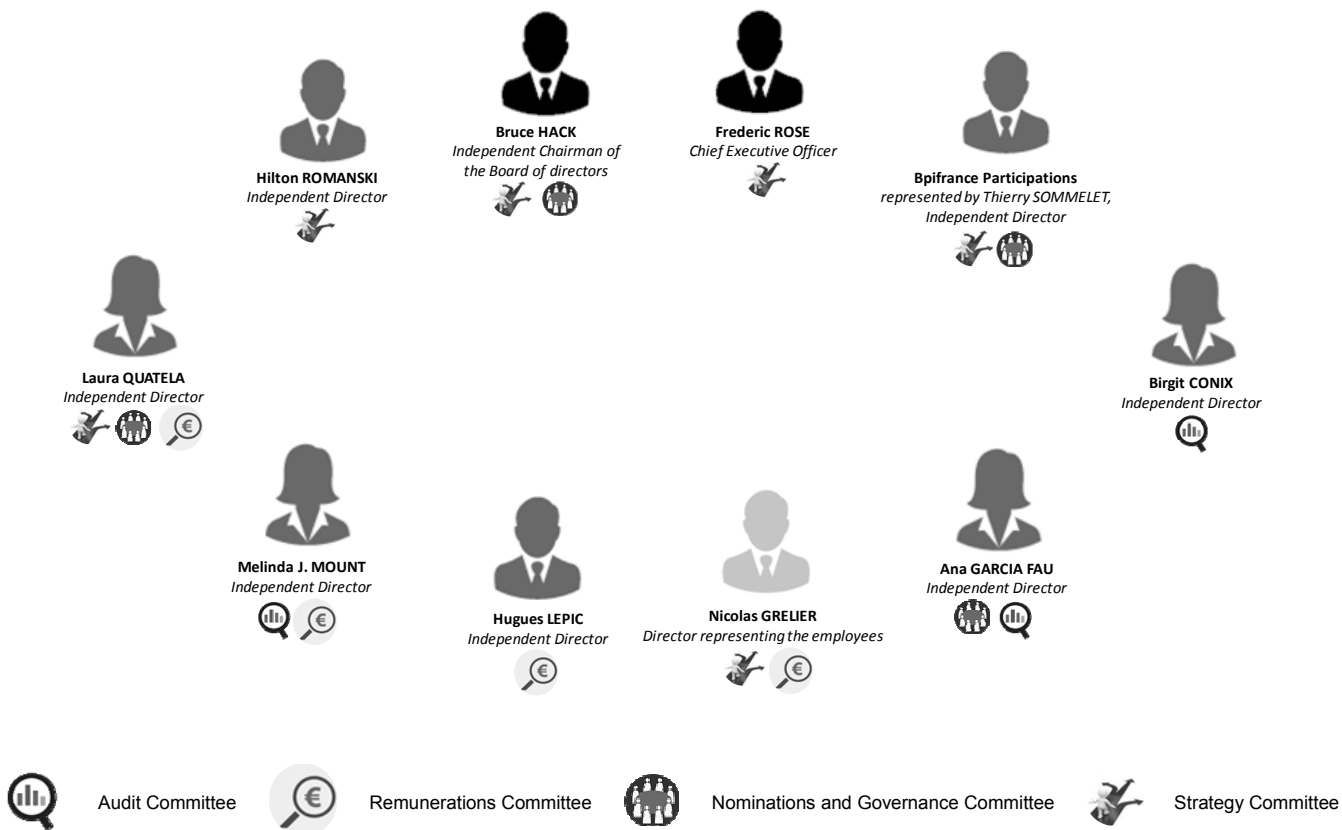 Bruce HACK
Independent Chairman of
the Board of directors
Frederic ROSE
Chief Executive Officer
Hilton ROMANSKI
Independent Director
Bpifrance Participations
represented by Thierry SOMMELET,
Independent Director
Laura QUATELA
Independent Director
Birgit CONIX
Independent Director
Melinda J. MOUNT
Independent Director
Hugues LEPIC
Independent Director
Nicolas GRELIER
Director representing the employees
Ana GARCIA FAU
Independent Director
€
€
€
€
Audit Committee
€
Remunerations Committee
Nominations and Governance Committee
Strategy Committee